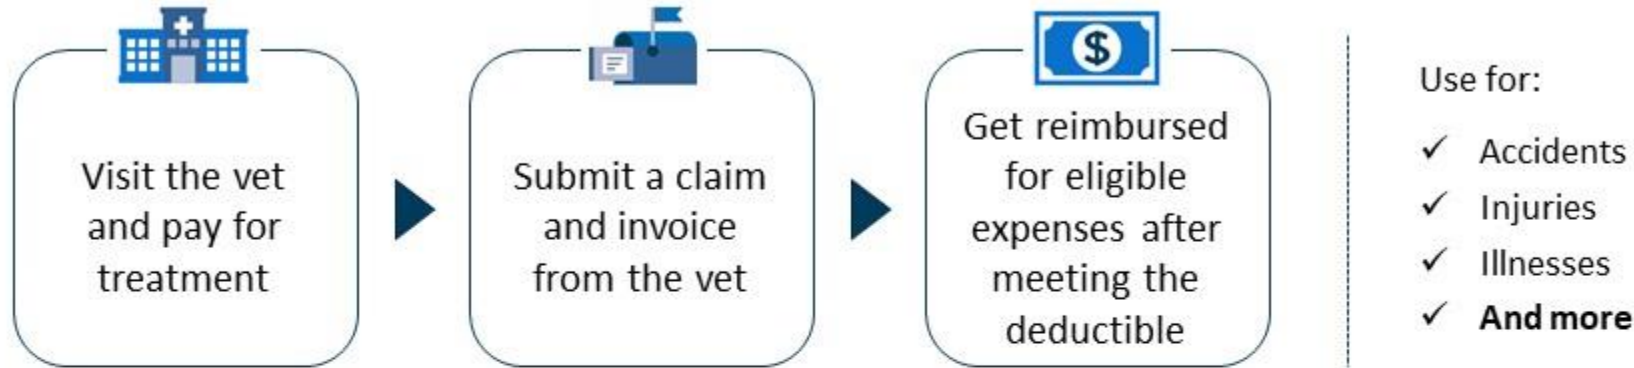 Visit the vet
and pay for
treatment
Submit a claim
and invoice
from the vet
Get reimbursed
for eligible
expenses after
meeting the
deductible
Use for:
✓ Accidents
✓ Injuries
✓ Illnesses
✓ And more